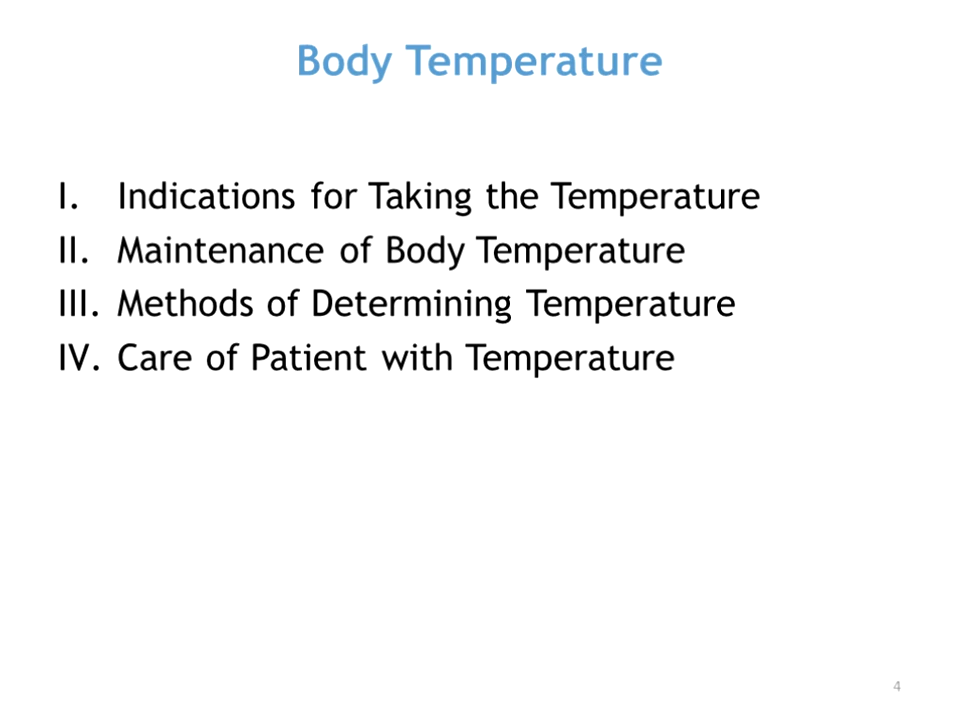 Body Temperature
I. Indications for Taking the Temperature
II. Maintenance of Body Temperature
III. Methods of Determining Temperature
IV. Care of Patient with Temperature
4